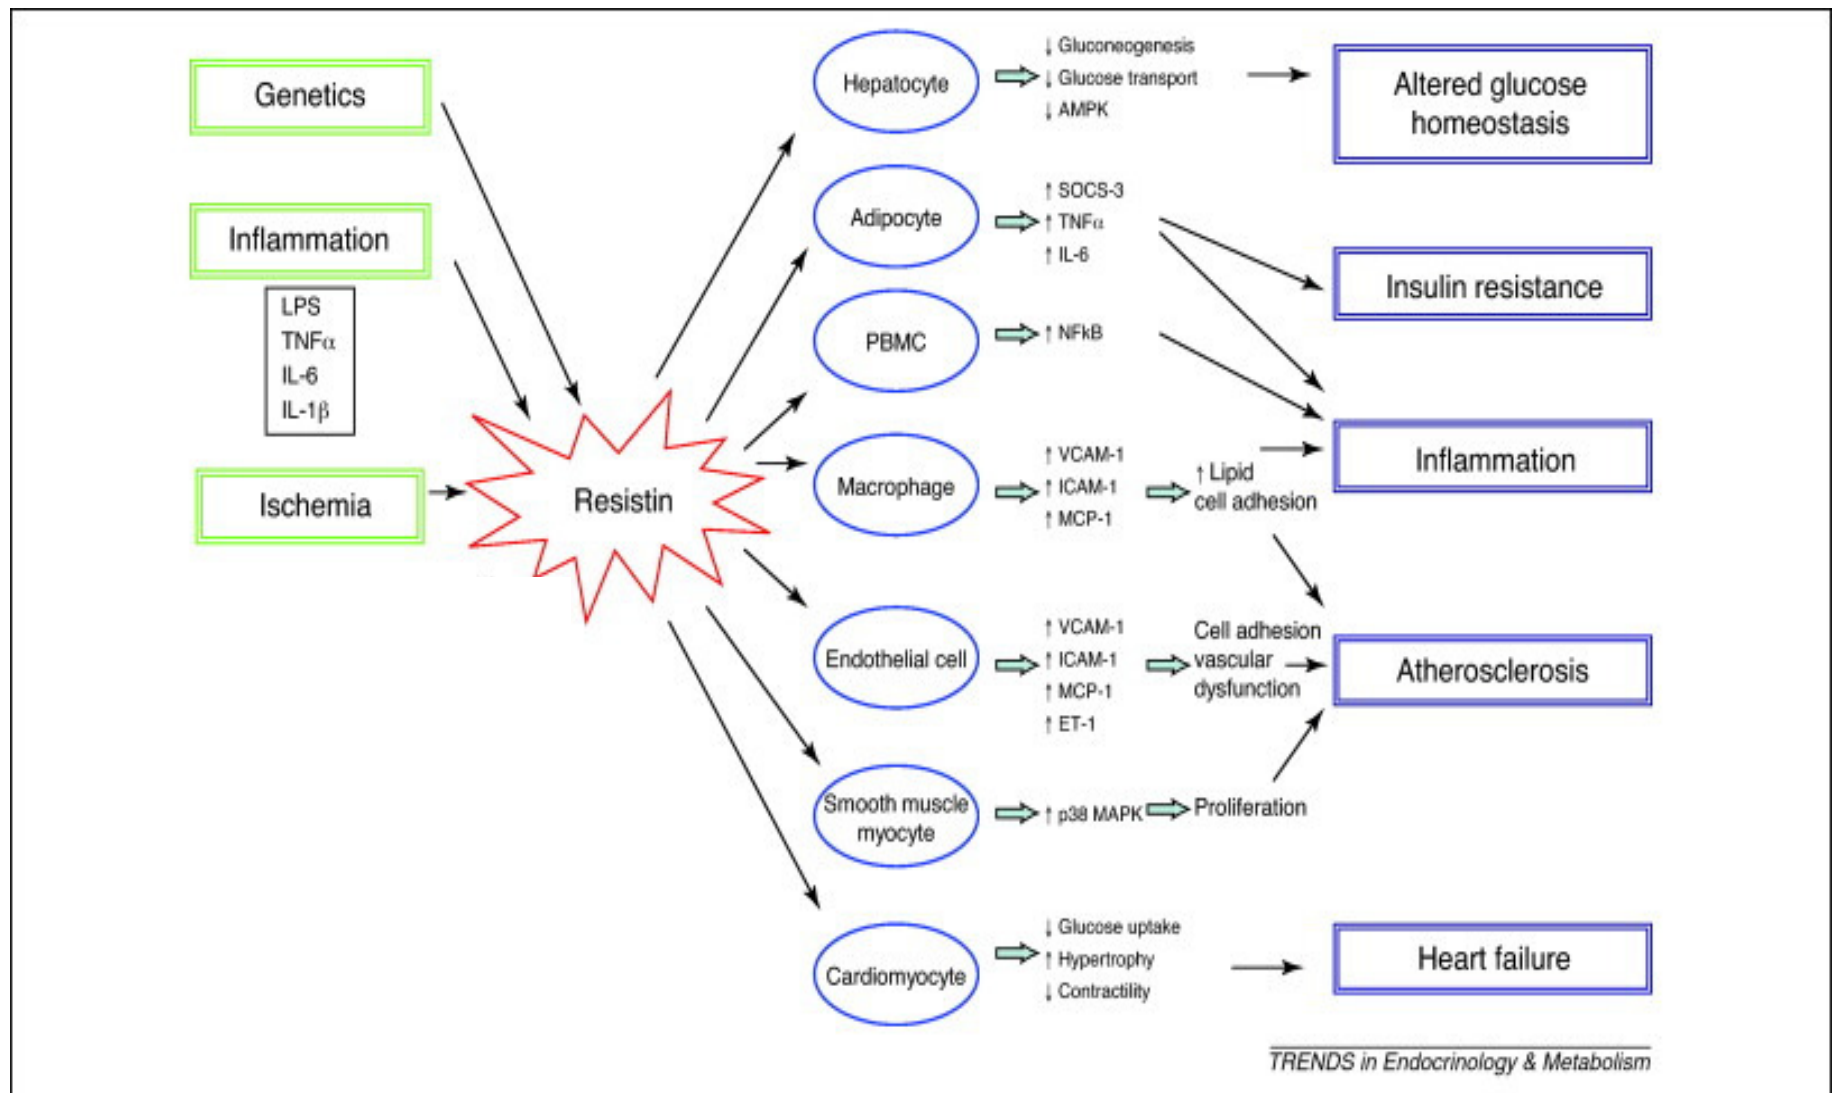 Genetics
Inflammation
LPS
TNFα
IL-6
IL-1β
Ischemia
Resistin
Hepatocyte
↓ Gluconeogenesis
↓ Glucose transport
↓ AMPK
Altered glucose
homeostasis
Adipocyte
↑ SOCS-3
↑ TNFα
↑ IL-6
Insulin resistance
PBMC
↑ NFkB
Macrophage
↑ VCAM-1
↑ ICAM-1
↑ MCP-1
↑ Lipid
cell adhesion
Inflammation
Endothelial cell
↑ VCAM-1
↑ ICAM-1
↑ MCP-1
↑ ET-1
Cell adhesion
vascular
dysfunction
Atherosclerosis
Smooth muscle
myocyte
↑ p38 MAPK
Proliferation
Cardiomyocyte
↓ Glucose uptake
↑ Hypertrophy
↓ Contractility
Heart failure
TRENDS in Endocrinology & Metabolism